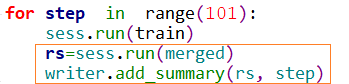 for step in range(101):
sess.run(train)
rs=sess.run(merged)
writer.add_summary(rs, step)